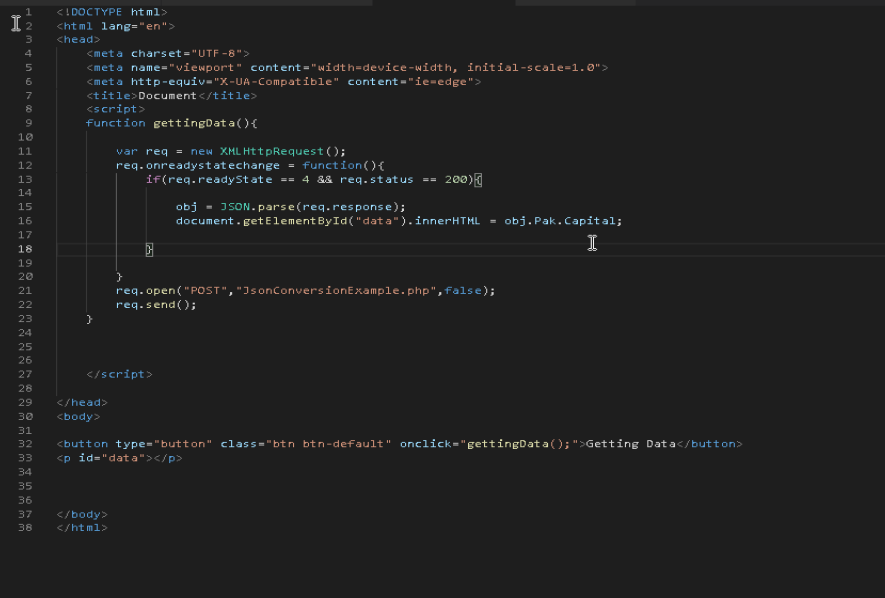 1 <!DOCTYPE html>
2 <html lang="en">
3 <head>
4     <meta charset="UTF-8">
5     <meta name="viewport" content="width=device-width, initial-scale=1.0">
6     <meta http-equiv="X-UA-Compatible" content="ie=edge">
7     <title>Document</title>
8     <script>
9     function gettingData(){
10
11         var req = new XMLHttpRequest();
12         req.onreadystatechange = function(){
13             if(req.readyState == 4 && req.status == 200){
14
15                 obj = JSON.parse(req.response);
16                 document.getElementById("data").innerHTML = obj.Pak.Capital;
17
18             }
19
20         }
21         req.open("POST","JsonConversionExample.php",false);
22         req.send();
23     }
24
25
26
27     </script>
28
29 </head>
30 <body>
31
32 <button type="button" class="btn btn-default" onclick="gettingData();">Getting Data</button>
33 <p id="data"></p>
34
35
36
37 </body>
38 </html>